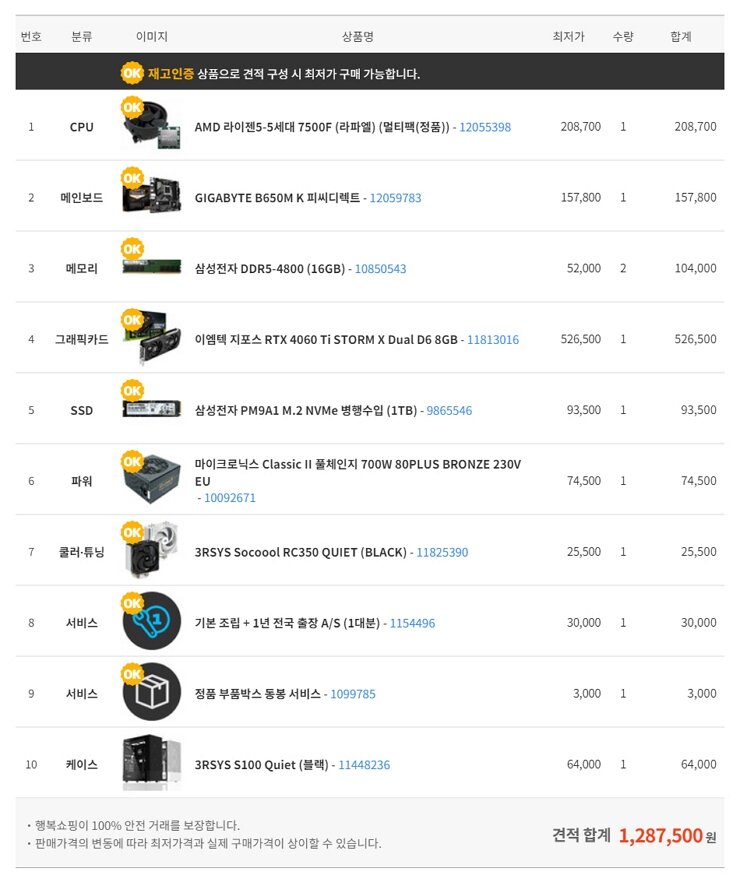 번호 분류 이미지 상품명 최저가 수량 합계
OK 재고인증 상품으로 견적 구성 시 최저가 구매 가능합니다.
OK
1 CPU AMD 라이젠5-5세대 7500F (라파엘) (멀티팩(정품)) - 12055398 208,700 1 208,700
OK
2 메인보드 GIGABYTE B650M K 피씨디렉트 - 12059783 157,800 1 157,800
OK
3 메모리 삼성전자 DDR5-4800 (16GB) - 10850543 52,000 2 104,000
OK
4 그래픽카드 이엠텍 지포스 RTX 4060 Ti STORM X Dual D6 8GB - 11813016 526,500 1 526,500
OK
5 SSD 삼성전자 PM9A1 M.2 NVMe 병행수입 (1TB) - 9865546 93,500 1 93,500
OK
마이크로닉스 Classic II 풀체인지 700W 80PLUS BRONZE 230V
6 파워 EU 74,500 1 74,500
- 10092671
OK
7 쿨러·튜닝 3RSYS Socoool RC350 QUIET (BLACK) - 11825390 25,500 1 25,500
OK
8 서비스 1 기본 조립 + 1년 전국 출장 A/S (1대분) - 1154496 30,000 1 30,000
OK
9 서비스 정품 부품박스 동봉 서비스 - 1099785 3,000 1 3,000
10 케이스 3RSYS S100 Quiet (블랙) - 11448236 64,000 1 64,000
· 행복쇼핑이 100% 안전 거래를 보장합니다.
· 판매가격의 변동에 따라 최저가격과 실제 구매가격이 상이할 수 있습니다.
견적 합계 1,287,500 원